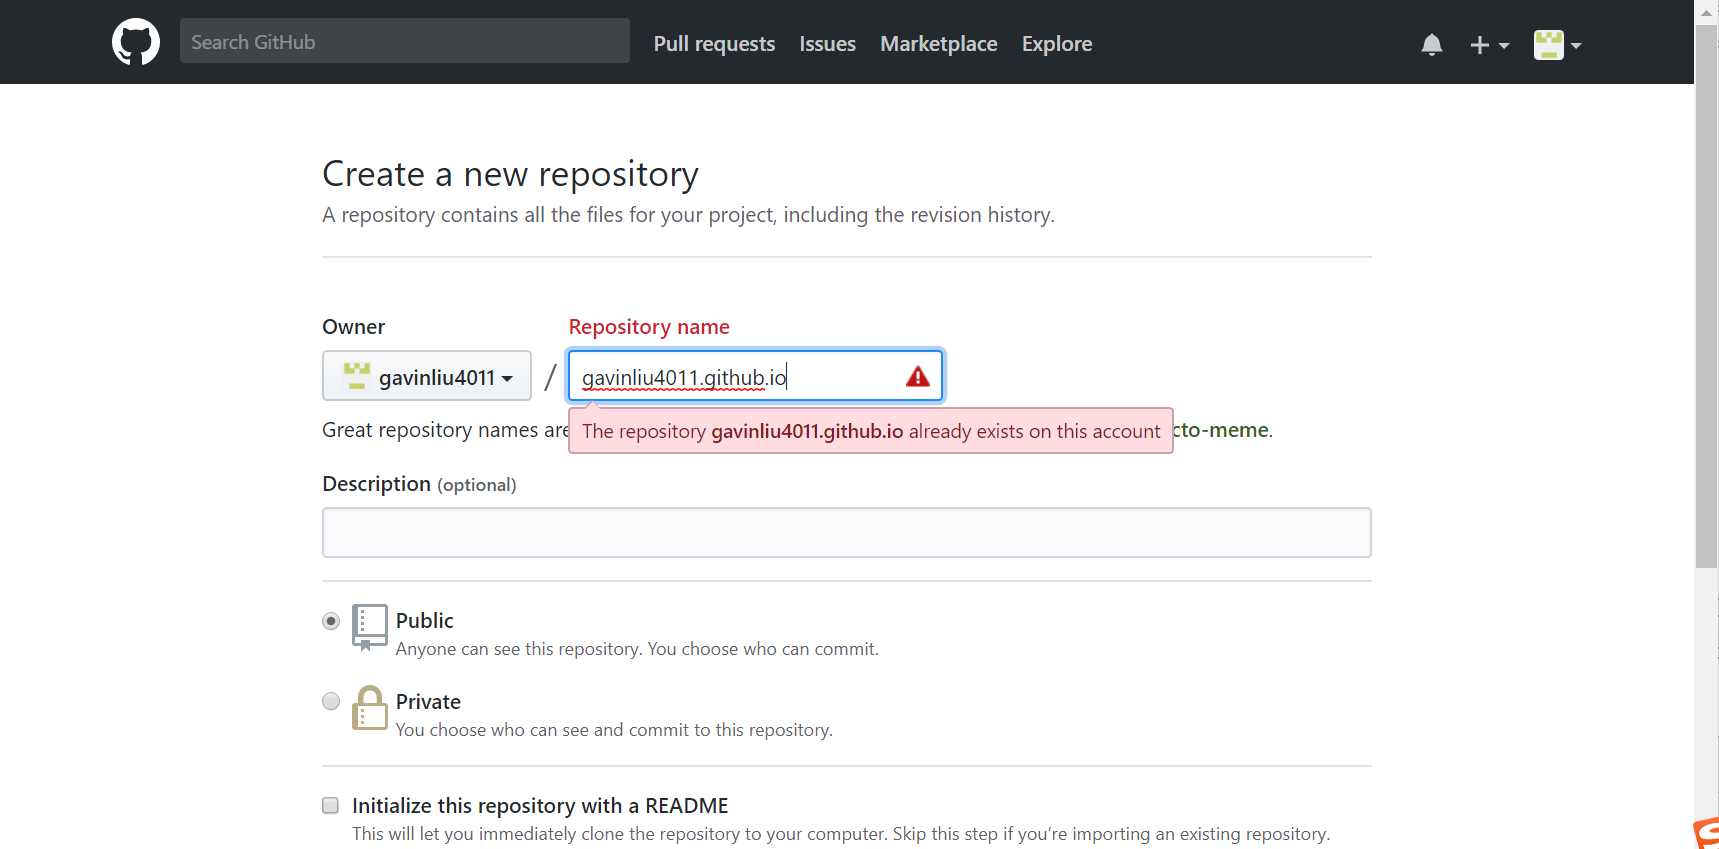 Search GitHub Pull requests Issues Marketplace Explore
Create a new repository
A repository contains all the files for your project, including the revision history.
Owner Repository name
gavinliu4011 / gavinliu4011.github.io
Great repository names are The repository gavinliu4011.github.io already exists on this account cto-meme.
Description (optional)
Public
Anyone can see this repository. You choose who can commit.
Private
You choose who can see and commit to this repository.
Initialize this repository with a README
This will let you immediately clone the repository to your computer. Skip this step if you’re importing an existing repository.